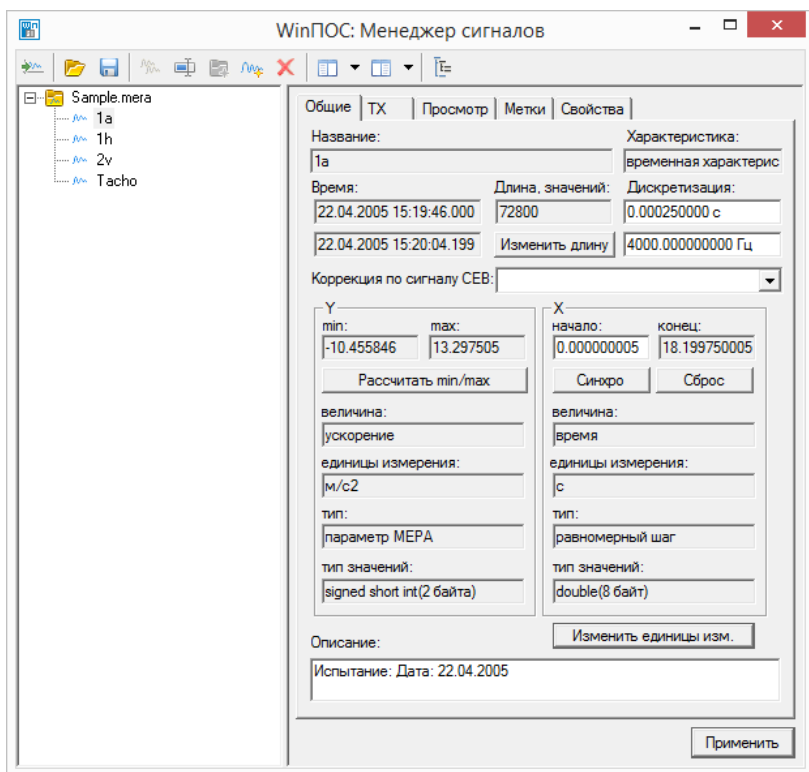 WinПОС: Менеджер сигналов
Sample.mera
1a
1h
2v
Tacho
Общие ТХ Просмотр Метки Свойства
Название: Характеристика:
1a временная характерис
Время: Длина, значений: Дискретизация:
22.04.2005 15:19:46.000 72800 0.000250000 с
22.04.2005 15:20:04.199 Изменить длину 4000.000000000 Гц
Коррекция по сигналу СЕВ:
Y X
min: max: начало: конец:
-10.455846 13.297505 0.000000005 18.199750005
Рассчитать min/max Синхро Сброс
величина: величина:
ускорение время
единицы измерения: единицы измерения:
м/с2 с
тип: тип:
параметр МЕРА равномерный шаг
тип значений: тип значений:
signed short int(2 байта) double(8 байт)
Описание: Изменить единицы изм.
Испытание: Дата: 22.04.2005
Применить